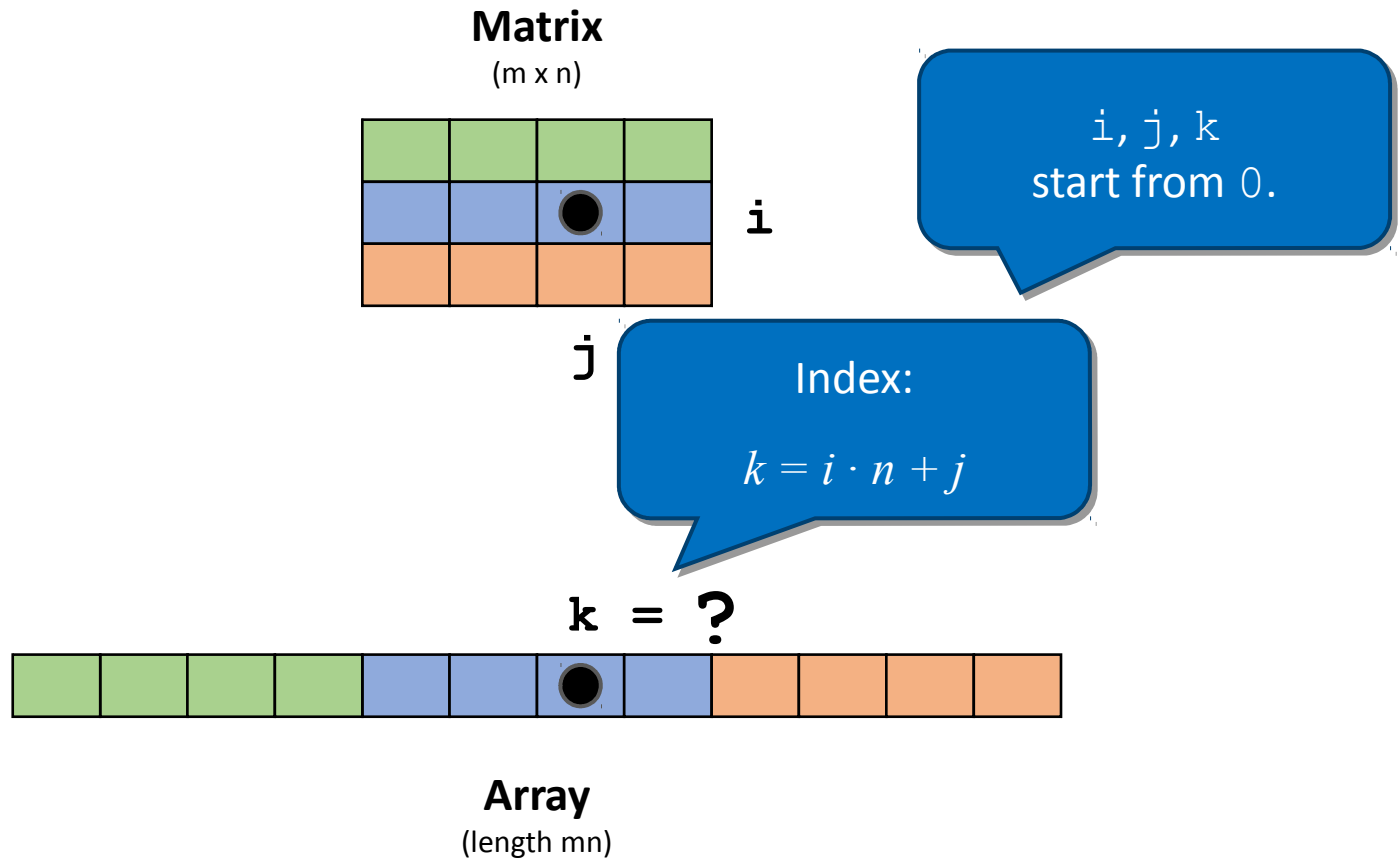 Matrix
(m x n)
i, j, k
start from 0.
i
j
Index:
k = i · n + j
k = ?
Array
(length mn)